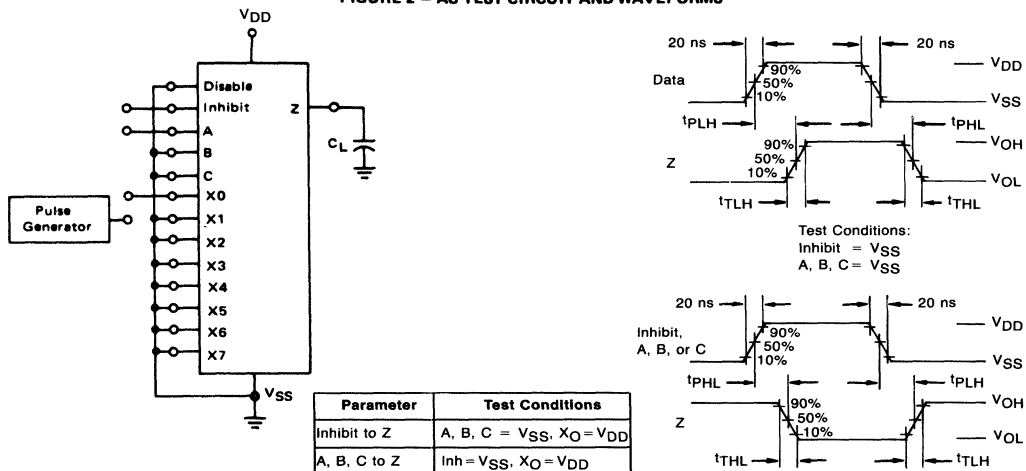 FIGURE 2 – AC TEST CIRCUIT AND WAVEFORMS
VDD
Disable
Inhibit
A
B
C
X0
X1
X2
X3
X4
X5
X6
X7
Z
CL
VSS
Pulse
Generator
Parameter Test Conditions
Inhibit to Z A, B, C = VSS, XO=VDD
A, B, C to Z Inh=VSS, XO=VDD
20 ns 20 ns
Data
90%
50%
10%
VDD
VSS
tPLH tPHL
Z
90%
50%
10%
VOH
VOL
tTLH tTHL
Test Conditions:
Inhibit = VSS
A, B, C= VSS
20 ns 20 ns
Inhibit,
A, B, or C
90%
50%
10%
VDD
VSS
tPHL tPLH
Z
90%
50%
10%
VOH
VOL
tTHL tTLH